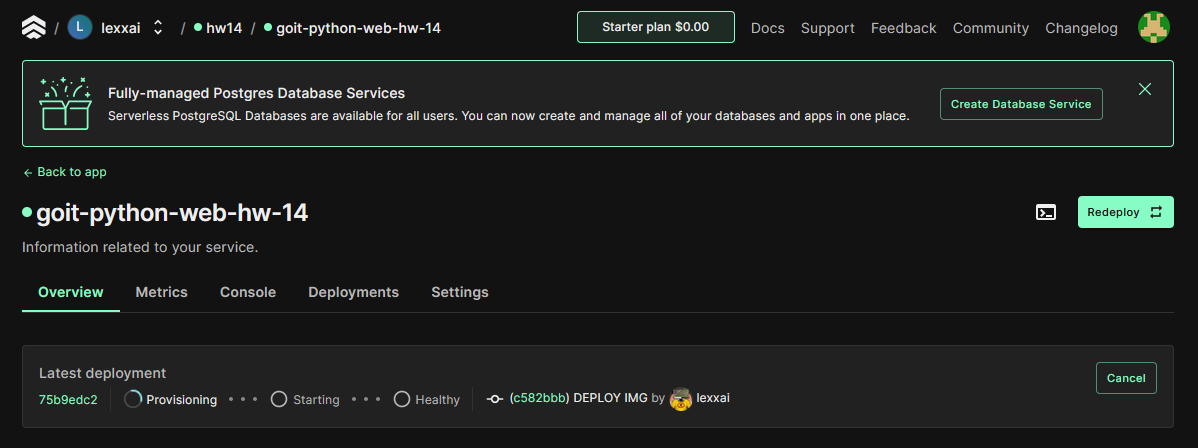 / L lexxai / hw14 / goit-python-web-hw-14 Starter plan $0.00 Docs Support Feedback Community Changelog
Fully-managed Postgres Database Services
Serverless PostgreSQL Databases are available for all users. You can now create and manage all of your databases and apps in one place.
Create Database Service
← Back to app
goit-python-web-hw-14
Redeploy
Information related to your service.
Overview Metrics Console Deployments Settings
Latest deployment
Cancel
75b9edc2 Provisioning • • • Starting • • • Healthy (c582bbb) DEPLOY IMG by lexxai